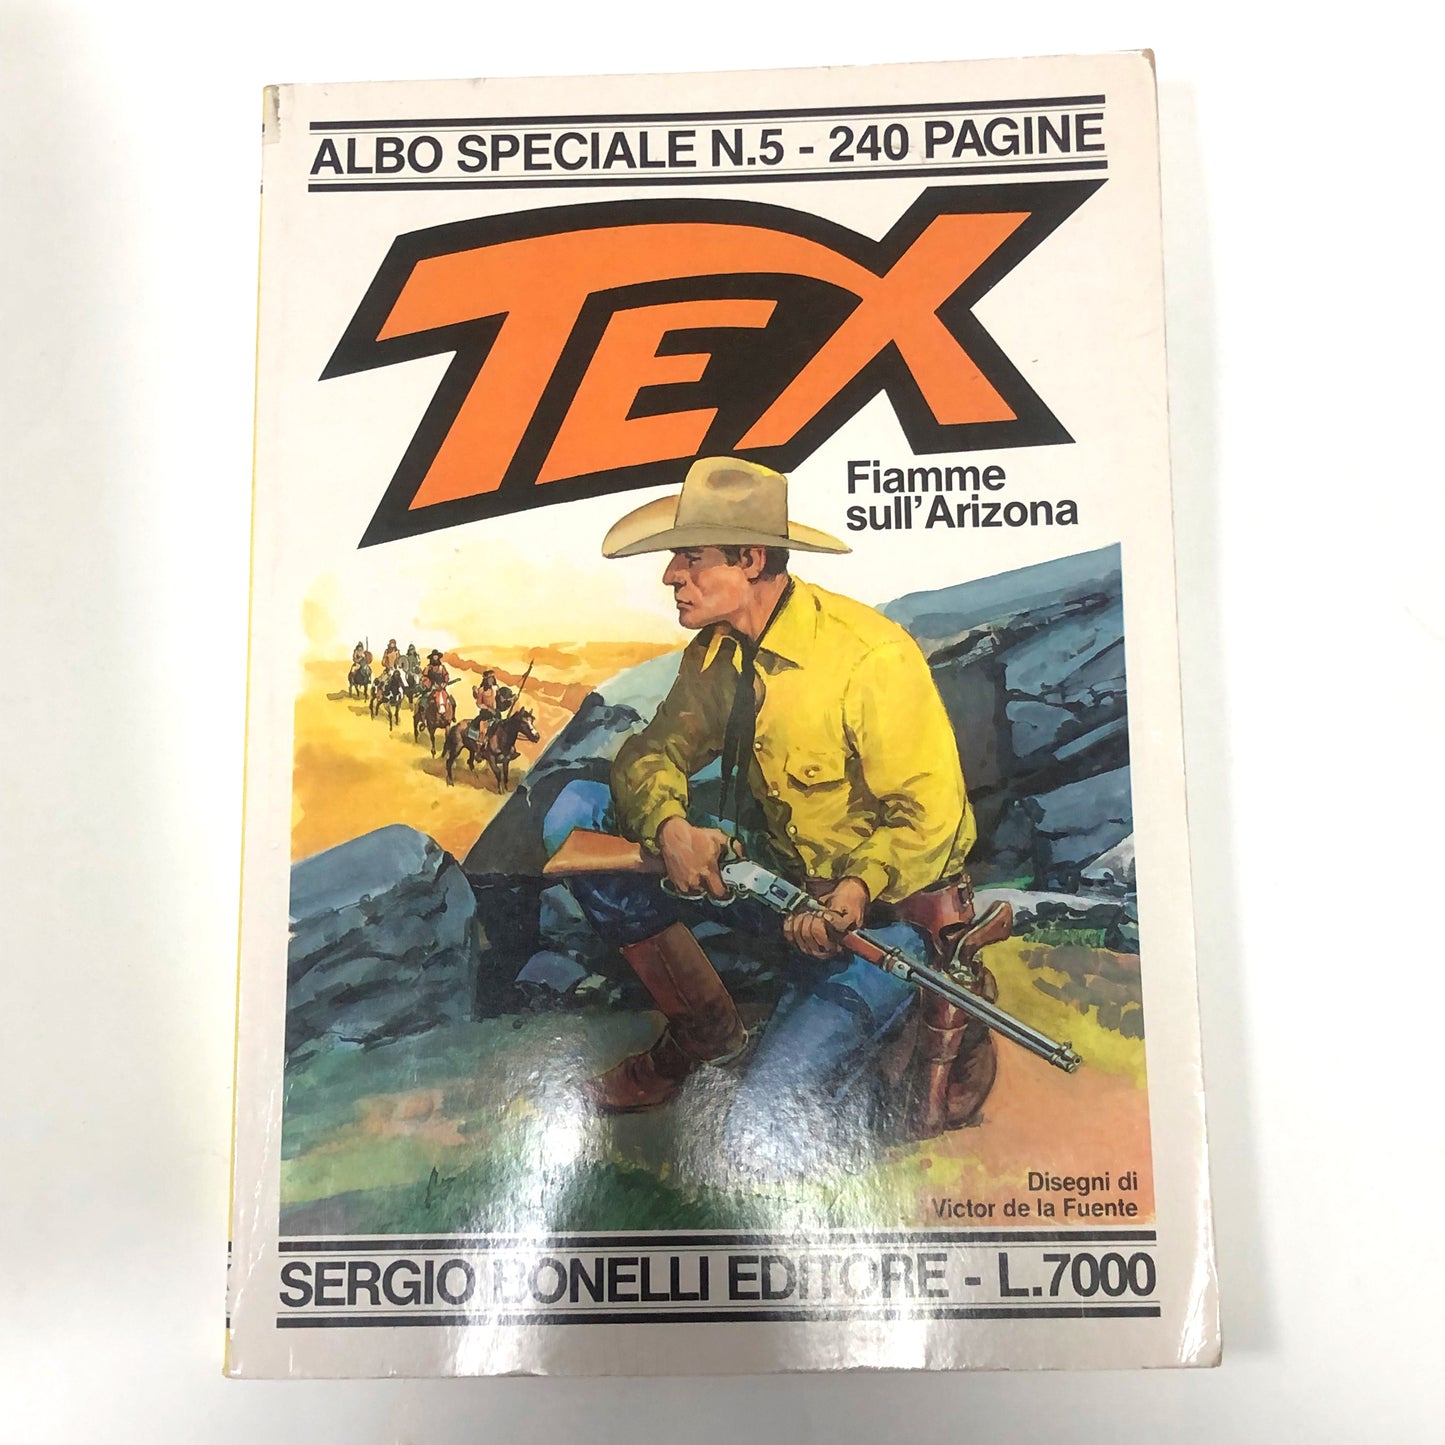 ALBO SPECIALE N.5 - 240 PAGINE
TEX
Fiamme
sull'Arizona
Disegni di
Victor de la Fuente
SERGIO BONELLI EDITORE - L.7000